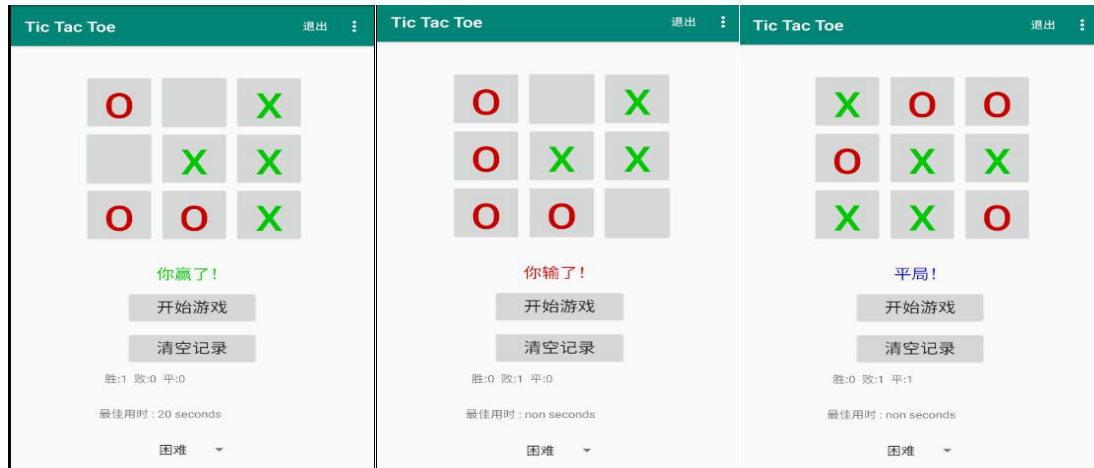 Tic Tac Toe 退出
O X
X X
O O X
你赢了!
开始游戏
清空记录
胜:1 败:0 平:0
最佳用时 : 20 seconds
困难
Tic Tac Toe 退出
O X
O X X
O O
你输了!
开始游戏
清空记录
胜:0 败:1 平:0
最佳用时 : non seconds
困难
Tic Tac Toe 退出
X O O
O X X
X X O
平局!
开始游戏
清空记录
胜:0 败:1 平:1
最佳用时 : non seconds
困难